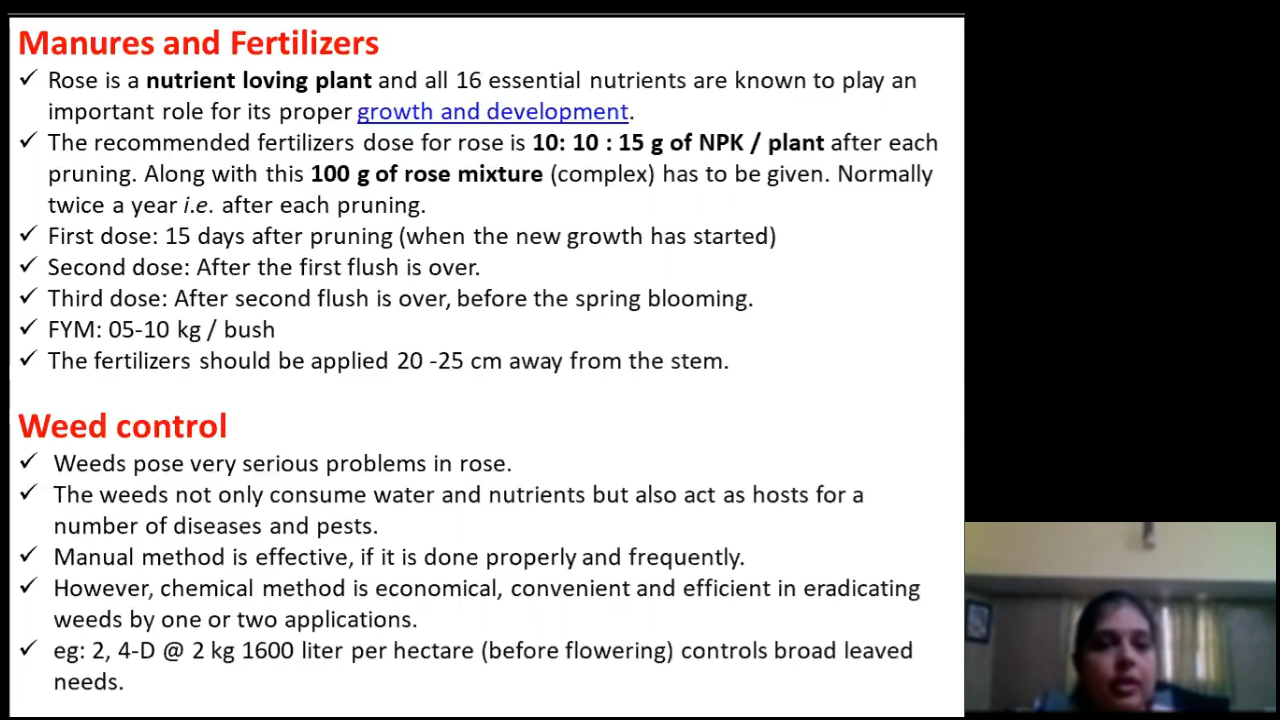 Manures and Fertilizers
✓ Rose is a nutrient loving plant and all 16 essential nutrients are known to play an
important role for its proper growth and development.
✓ The recommended fertilizers dose for rose is 10: 10 : 15 g of NPK / plant after each
pruning. Along with this 100 g of rose mixture (complex) has to be given. Normally
twice a year i.e. after each pruning.
✓ First dose: 15 days after pruning (when the new growth has started)
✓ Second dose: After the first flush is over.
✓ Third dose: After second flush is over, before the spring blooming.
✓ FYM: 05-10 kg / bush
✓ The fertilizers should be applied 20 -25 cm away from the stem.
Weed control
✓ Weeds pose very serious problems in rose.
✓ The weeds not only consume water and nutrients but also act as hosts for a
number of diseases and pests.
✓ Manual method is effective, if it is done properly and frequently.
✓ However, chemical method is economical, convenient and efficient in eradicating
weeds by one or two applications.
✓ eg: 2, 4-D @ 2 kg 1600 liter per hectare (before flowering) controls broad leaved
needs.